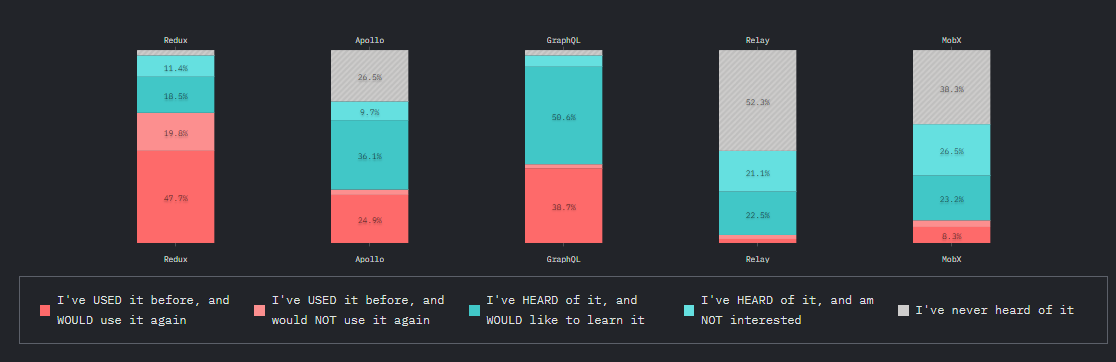 Redux Apollo GraphQL Relay MobX
11.4%
18.5%
19.8%
47.7%
26.5%
9.7%
36.1%
24.9%
50.6%
38.7%
52.3%
21.1%
22.5%
38.3%
26.5%
23.2%
8.3%
Redux Apollo GraphQL Relay MobX
I've USED it before, and
WOULD use it again
I've USED it before, and
would NOT use it again
I've HEARD of it, and
WOULD like to learn it
I've HEARD of it, and am
NOT interested
I've never heard of it